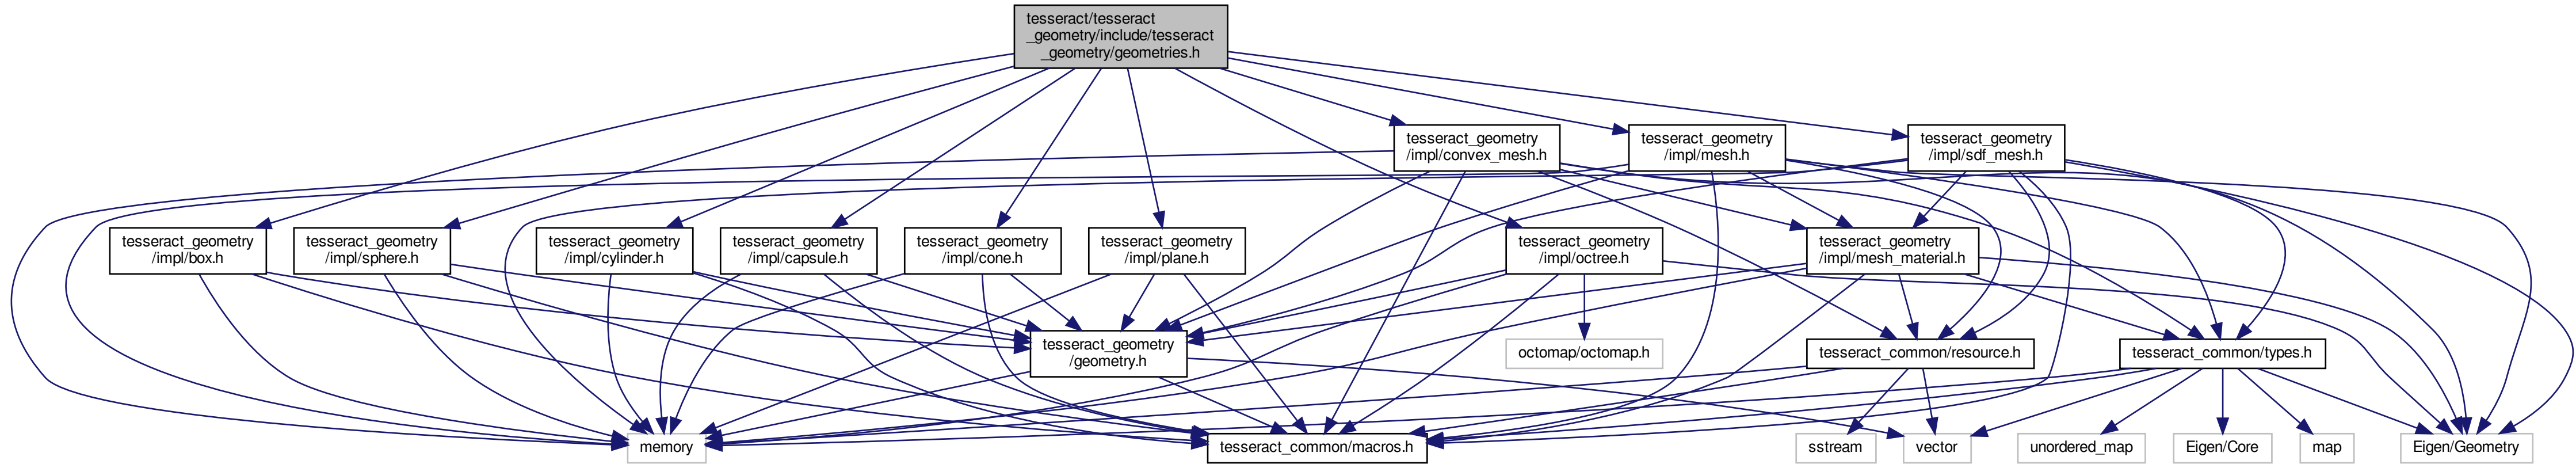 tesseract/tesseract
_geometry/include/tesseract
_geometry/geometries.h
tesseract_geometry
/impl/convex_mesh.h
tesseract_geometry
/impl/mesh.h
tesseract_geometry
/impl/sdf_mesh.h
tesseract_geometry
/impl/box.h
tesseract_geometry
/impl/sphere.h
tesseract_geometry
/impl/cylinder.h
tesseract_geometry
/impl/capsule.h
tesseract_geometry
/impl/cone.h
tesseract_geometry
/impl/plane.h
tesseract_geometry
/impl/octree.h
tesseract_geometry
/impl/mesh_material.h
tesseract_geometry
/geometry.h
octomap/octomap.h
tesseract_common/resource.h
tesseract_common/types.h
memory
tesseract_common/macros.h
sstream
vector
unordered_map
Eigen/Core
map
Eigen/Geometry